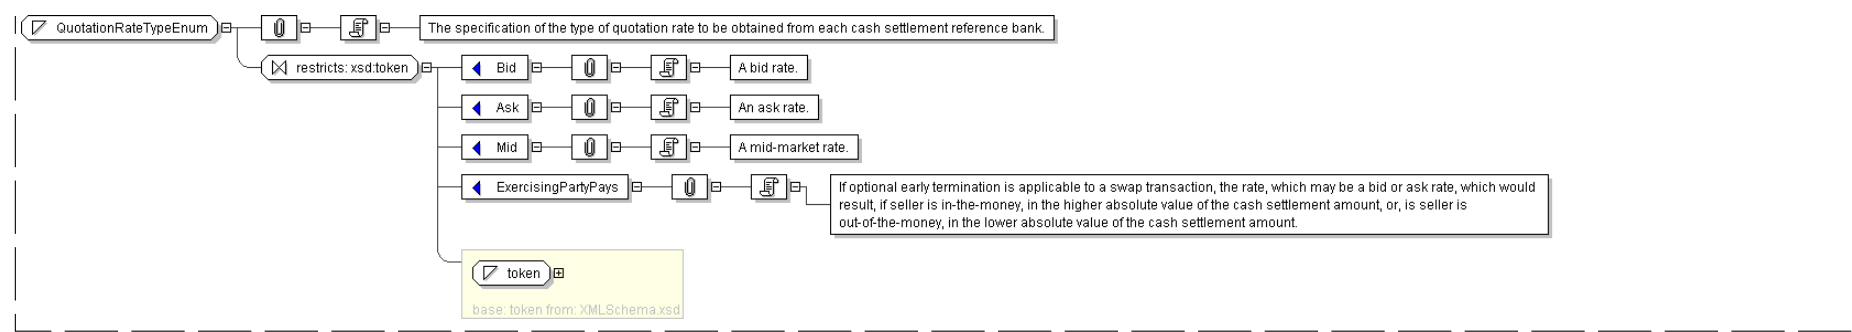 QuotationRateTypeEnum
The specification of the type of quotation rate to be obtained from each cash settlement reference bank.
restricts: xsd:token
Bid
A bid rate.
Ask
An ask rate.
Mid
A mid-market rate.
ExercisingPartyPays
If optional early termination is applicable to a swap transaction, the rate, which may be a bid or ask rate, which would
result, if seller is in-the-money, in the higher absolute value of the cash settlement amount, or, is seller is
out-of-the-money, in the lower absolute value of the cash settlement amount.
token
base: token from: XMLSchema.xsd